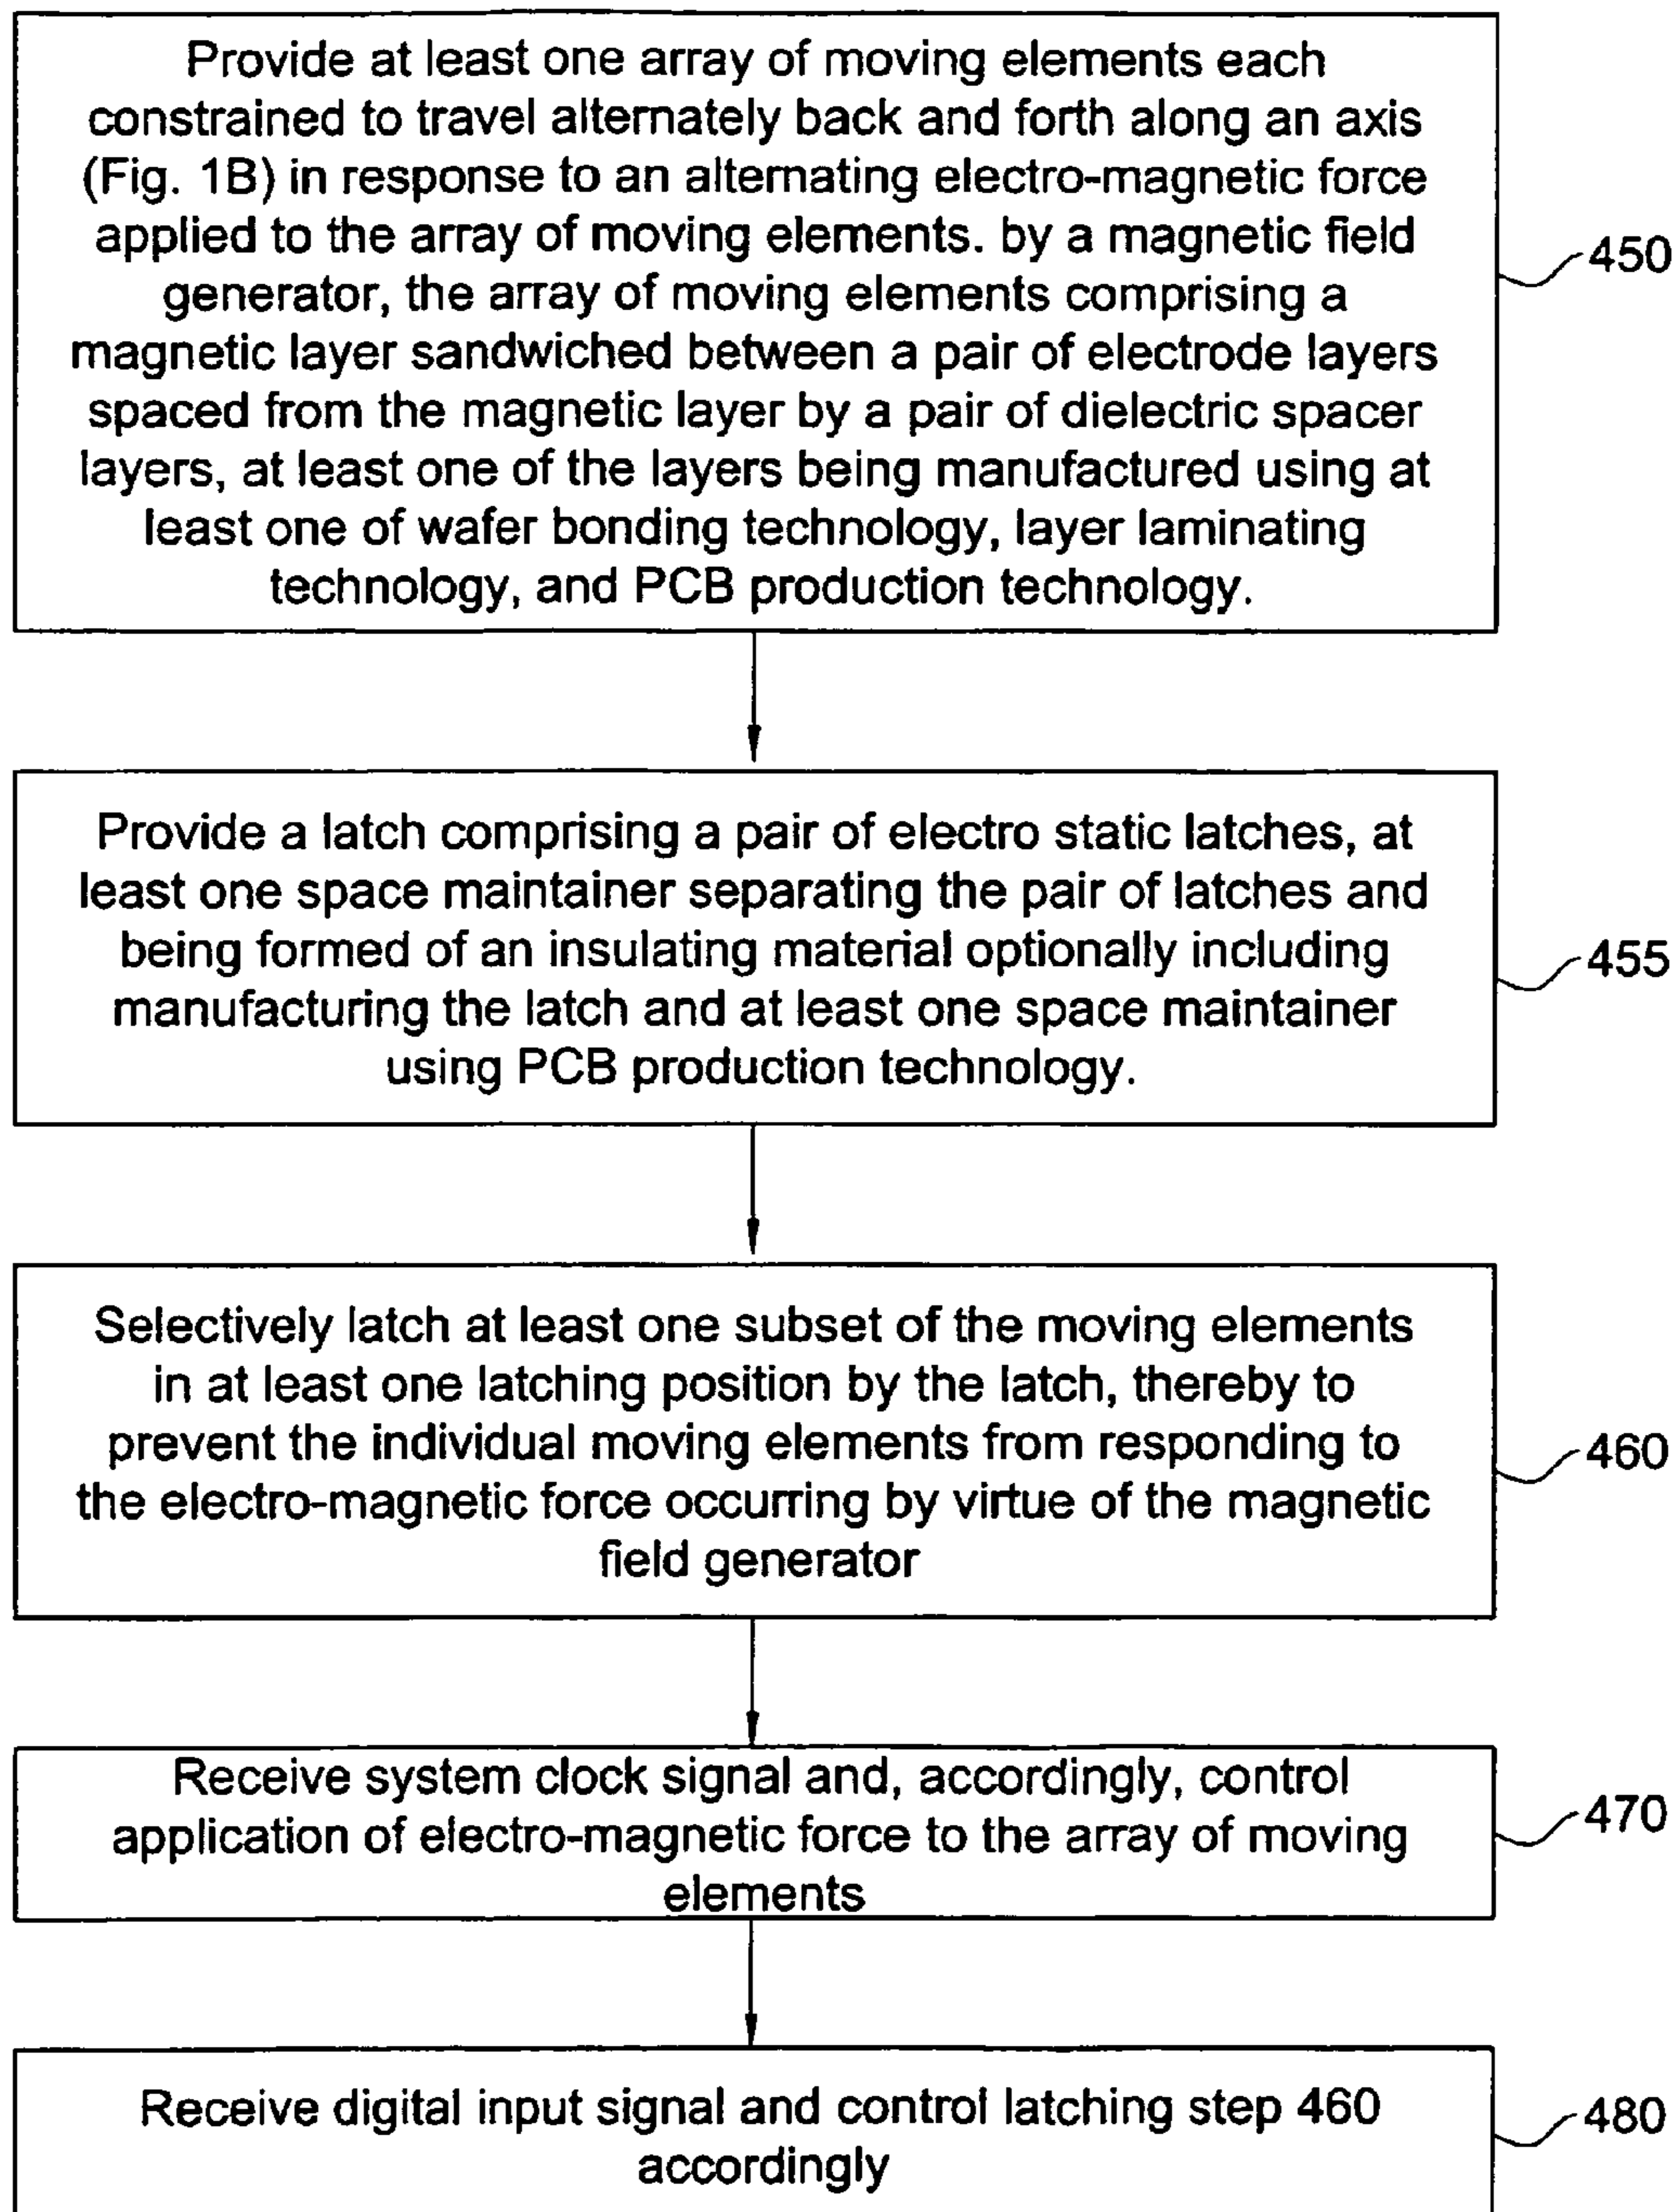 Provide at least one array of moving elements each
constrained to travel alternately back and forth along an axis
(Fig. 1B) in response to an alternating electro-magnetic force
applied to the array of moving elements. by a magnetic field
generator, the array of moving elements comprising a
magnetic layer sandwiched between a pair of electrode layers
spaced from the magnetic layer by a pair of dielectric spacer
layers, at least one of the layers being manufactured using at
least one of wafer bonding technology, layer laminating
technology, and PCB production technology.
450
Provide a latch comprising a pair of electro static latches, at
least one space maintainer separating the pair of latches and
being formed of an insulating material optionally including
manufacturing the latch and at least one space maintainer
using PCB production technology.
455
Selectively latch at least one subset of the moving elements
in at least one latching position by the latch, thereby to
prevent the individual moving elements from responding to
the electro-magnetic force occurring by virtue of the magnetic
field generator
460
Receive system clock signal and, accordingly, control
application of electro-magnetic force to the array of moving
elements
470
Receive digital input signal and control latching step 460
accordingly
480